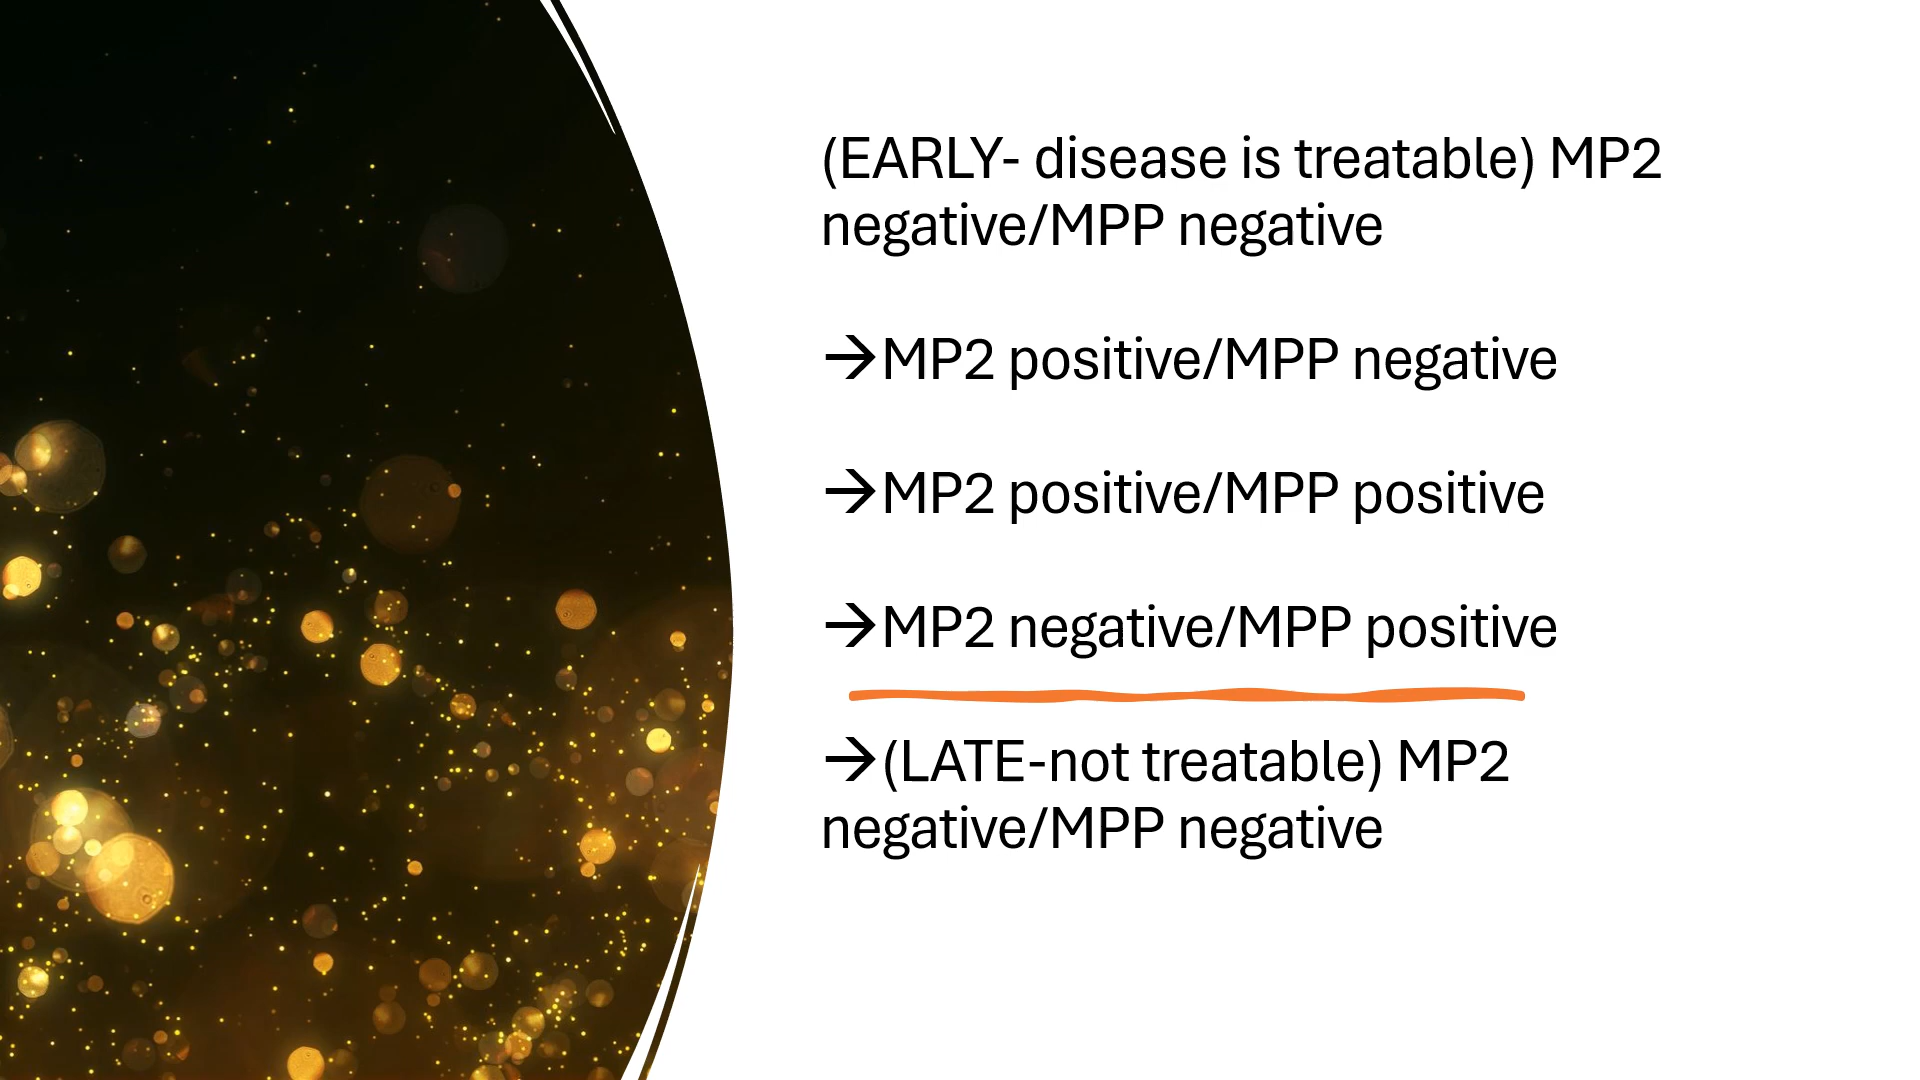 (EARLY- disease is treatable) MP2
negative/MPP negative
→MP2 positive/MPP negative
→MP2 positive/MPP positive
→MP2 negative/MPP positive
→(LATE-not treatable) MP2
negative/MPP negative